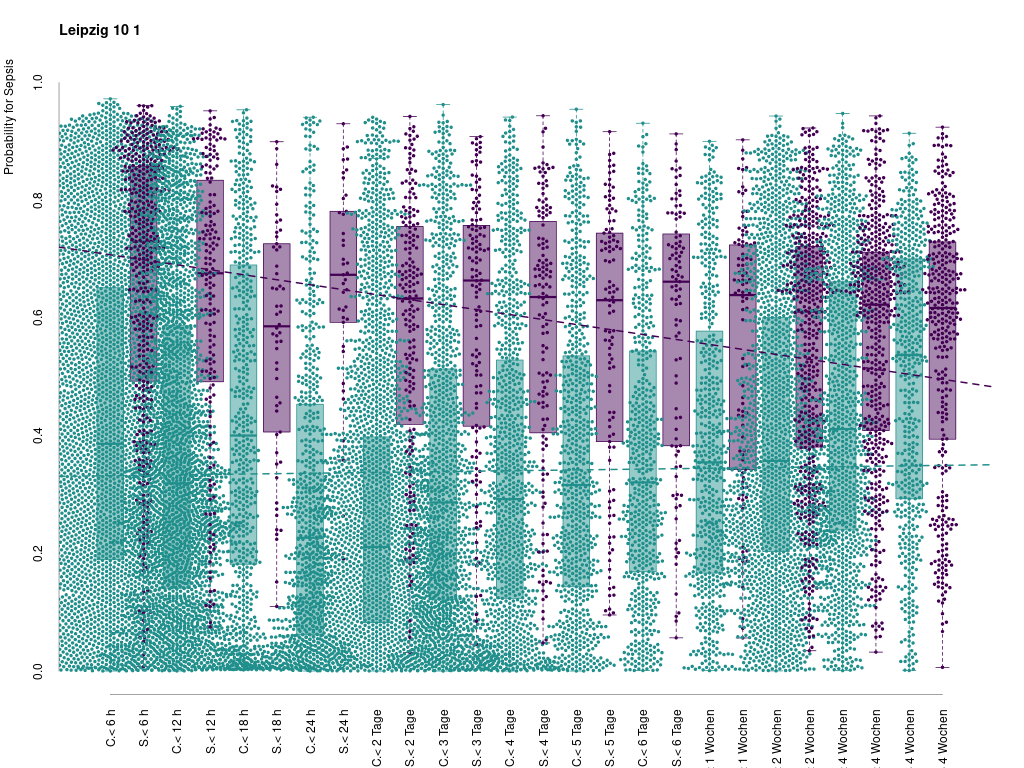 Leipzig 10 1
Probability for Sepsis
1.0
0.8
0.6
0.4
0.2
0.0
C.< 6 h
S.< 6 h
C.< 12 h
S.< 12 h
C.< 18 h
S.< 18 h
C.< 24 h
S.< 24 h
C.< 2 Tage
S.< 2 Tage
C.< 3 Tage
S.< 3 Tage
C.< 4 Tage
S.< 4 Tage
C.< 5 Tage
S.< 5 Tage
C.< 6 Tage
S.< 6 Tage
1 Wochen
1 Wochen
2 Wochen
2 Wochen
4 Wochen
4 Wochen
4 Wochen
4 Wochen